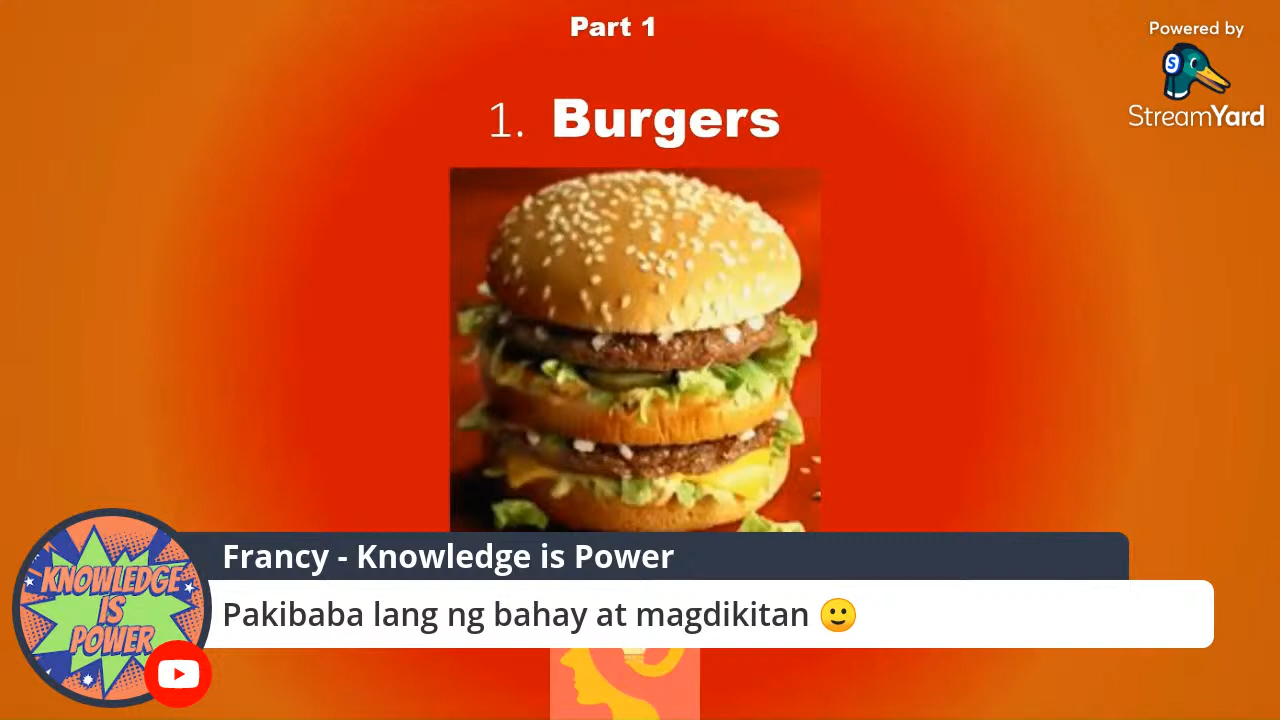 Part 1
Powered by
S
StreamYard
1. Burgers
Francy - Knowledge is Power
Pakibaba lang ng bahay at magdikitan 🙂
KNOWLEDGE
IS
POWER